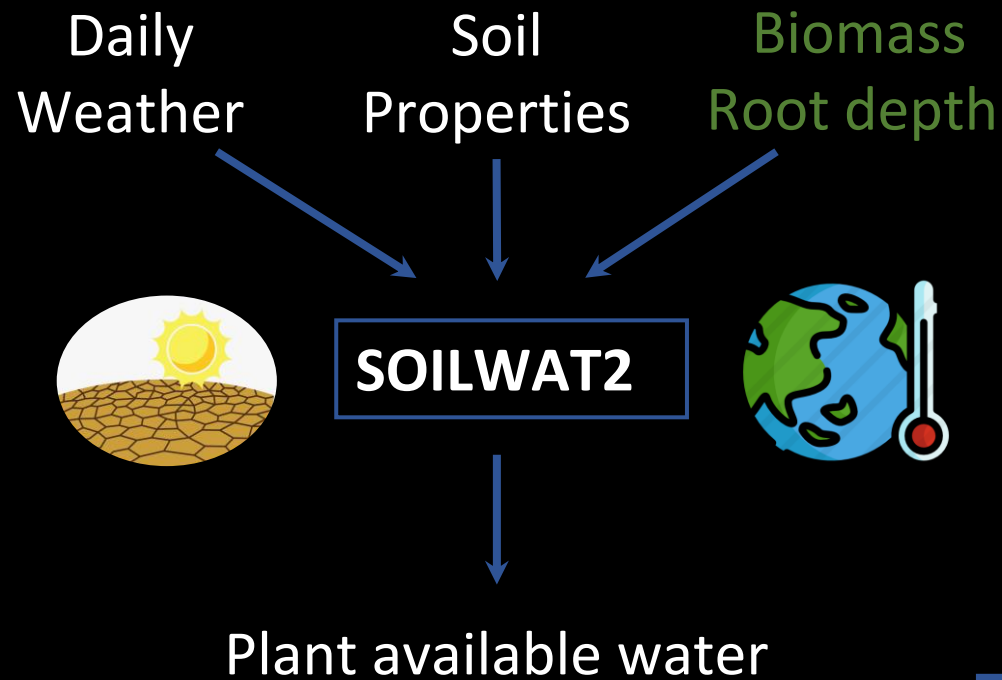 Daily
Weather
Soil
Properties
Biomass
Root depth
SOILWAT2
Plant available water